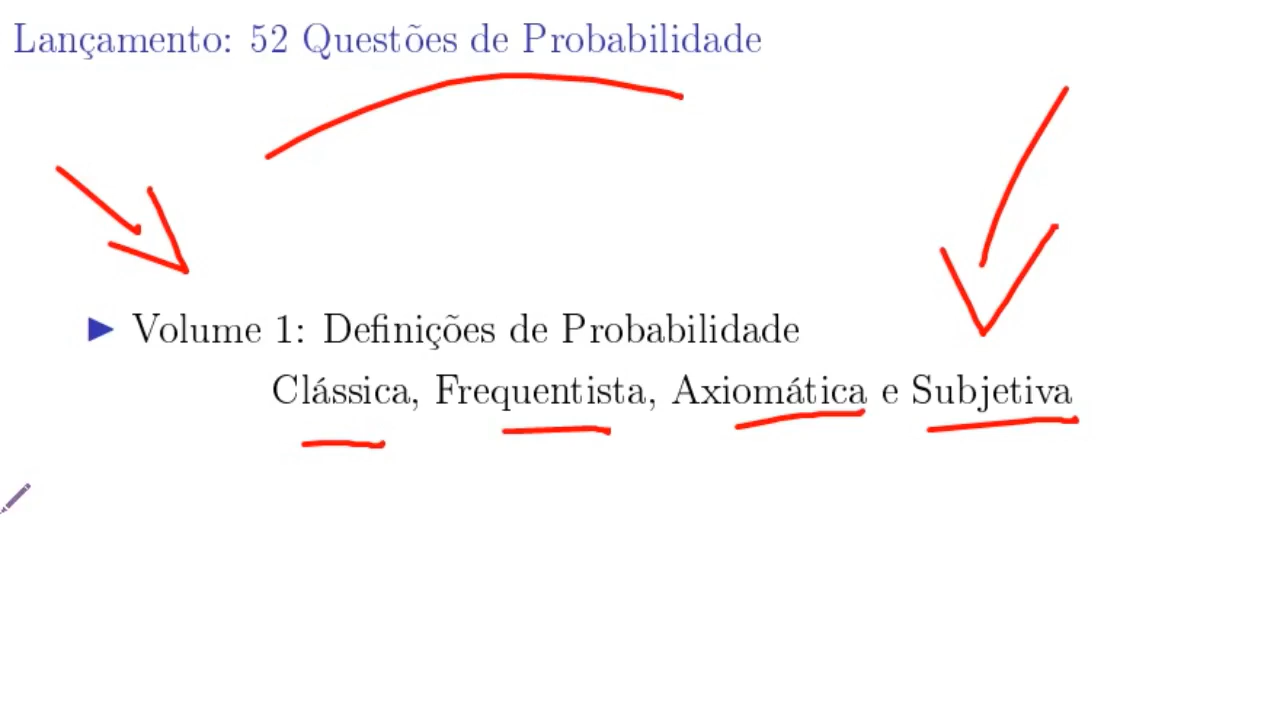 Lançamento: 52 Questões de Probabilidade
Volume 1: Definições de Probabilidade
Clássica, Frequentista, Axiomática e Subjetiva